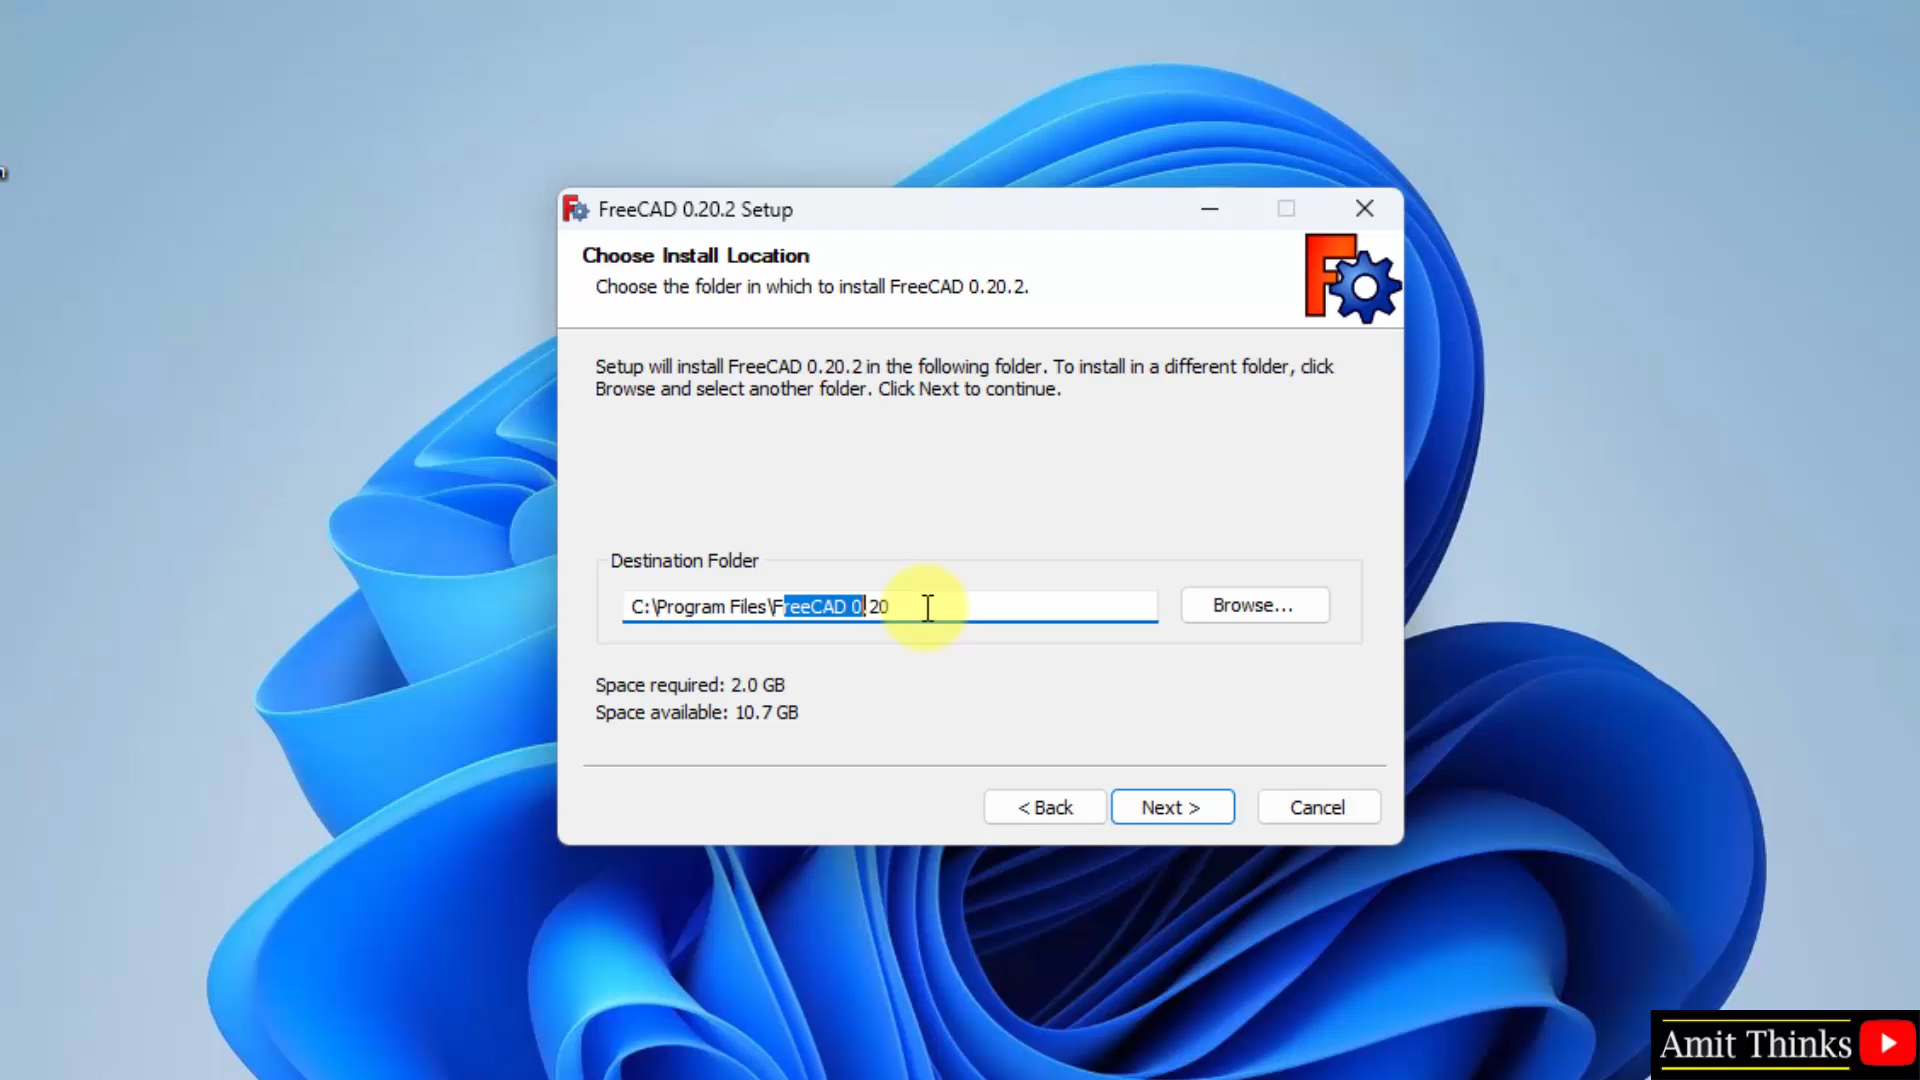 FreeCAD 0.20.2 Setup
Choose Install Location
Choose the folder in which to install FreeCAD 0.20.2.
Setup will install FreeCAD 0.20.2 in the following folder. To install in a different folder, click
Browse and select another folder. Click Next to continue.
Destination Folder
C:\Program Files\FreeCAD 0.20
Browse...
Space required: 2.0 GB
Space available: 10.7 GB
< Back
Next >
Cancel
Amit Thinks